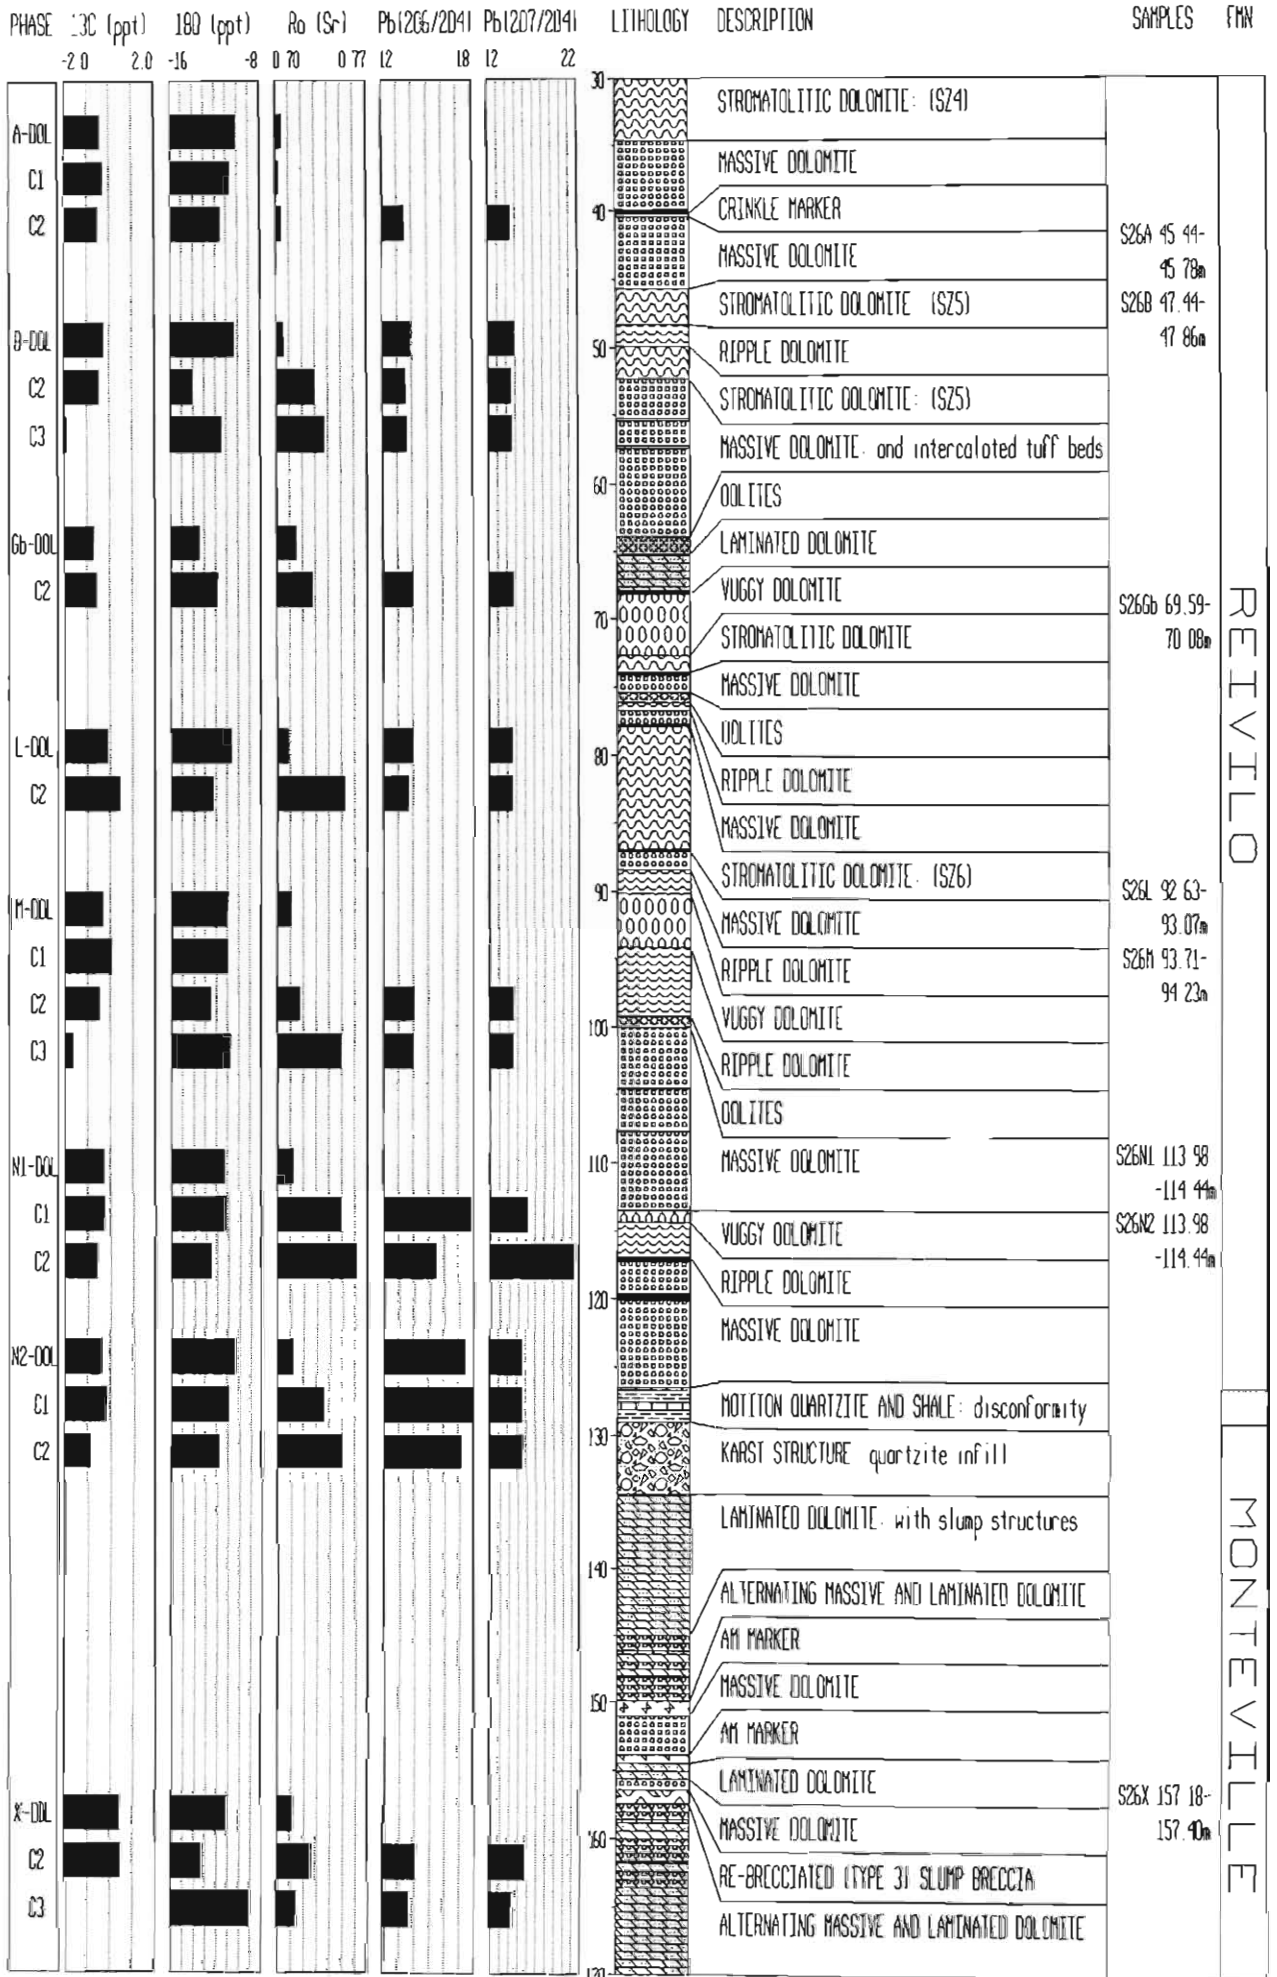 PHASE 13C (ppt) 18O (ppt) Ro (Sr) Pb(206/204) Pb(207/204) LITHOLOGY DESCRIPTION SAMPLES FMN
-2.0 2.0 -16 -8 0 70 0 77 12 18 12 22
30
STROMATOLITIC DOLOMITE: (SZ4)
A-DOL
MASSIVE DOLOMITE
C1
CRINKLE MARKER
40
C2
S26A 45 44-
MASSIVE DOLOMITE
45 78m
STROMATOLITIC DOLOMITE (SZ5)
S26B 47.44-
B-DOL
47 86m
50
RIPPLE DOLOMITE
C2
STROMATOLITIC DOLOMITE: (SZ5)
C3
MASSIVE DOLOMITE. and intercalated tuff beds
60
OOLITES
Gb-DOL
LAMINATED DOLOMITE
C2
VUGGY DOLOMITE
S26Gb 69.59-
70
70 08m
STROMATOLITIC DOLOMITE
MASSIVE DOLOMITE
OOLITES
L-DOL
80
RIPPLE DOLOMITE
C2
MASSIVE DOLOMITE
REIVILO
STROMATOLITIC DOLOMITE. (SZ6)
90
S26L 92 63-
M-DOL
MASSIVE DOLOMITE
93.07m
C1
S26M 93.71-
RIPPLE DOLOMITE
94 23m
C2
VUGGY DOLOMITE
100
C3
RIPPLE DOLOMITE
OOLITES
N1-DOL
110
MASSIVE DOLOMITE
S26N1 113 98
-114 44m
C1
VUGGY DOLOMITE
S26N2 113.98
-114.44m
C2
RIPPLE DOLOMITE
120
MASSIVE DOLOMITE
N2-DOL
C1
MOTITON QUARTZITE AND SHALE: disconformity
130
C2
KARST STRUCTURE quartzite infill
LAMINATED DOLOMITE. with slump structures
140
ALTERNATING MASSIVE AND LAMINATED DOLOMITE
AM MARKER
MASSIVE DOLOMITE
150
AM MARKER
MONTEVILLE
LAMINATED DOLOMITE
S26X 157 18-
X-DOL
157.40m
MASSIVE DOLOMITE
160
C2
RE-BRECCIATED (TYPE 3) SLUMP BRECCIA
C3
ALTERNATING MASSIVE AND LAMINATED DOLOMITE
170